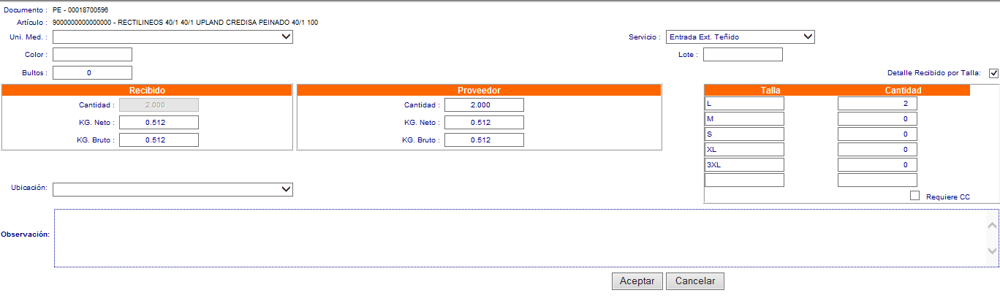 Documento : PE - 00018700596
Artículo : 9000000000000000 - RECTILINEOS 40/1 40/1 UPLAND CREDISA PEINADO 40/1 100
Uni. Med. : Servicio : Entrada Ext. Teñido
Color : Lote :
Bultos : 0 Detalle Recibido por Talla:
Recibido Proveedor Talla Cantidad
Cantidad : 2.000 Cantidad : 2.000 L 2
KG. Neto : 0.512 KG. Neto : 0.512 M 0
KG. Bruto : 0.512 KG. Bruto : 0.512 S 0
XL 0
3XL 0
Ubicación:
Requiere CC
Observación:
Aceptar Cancelar